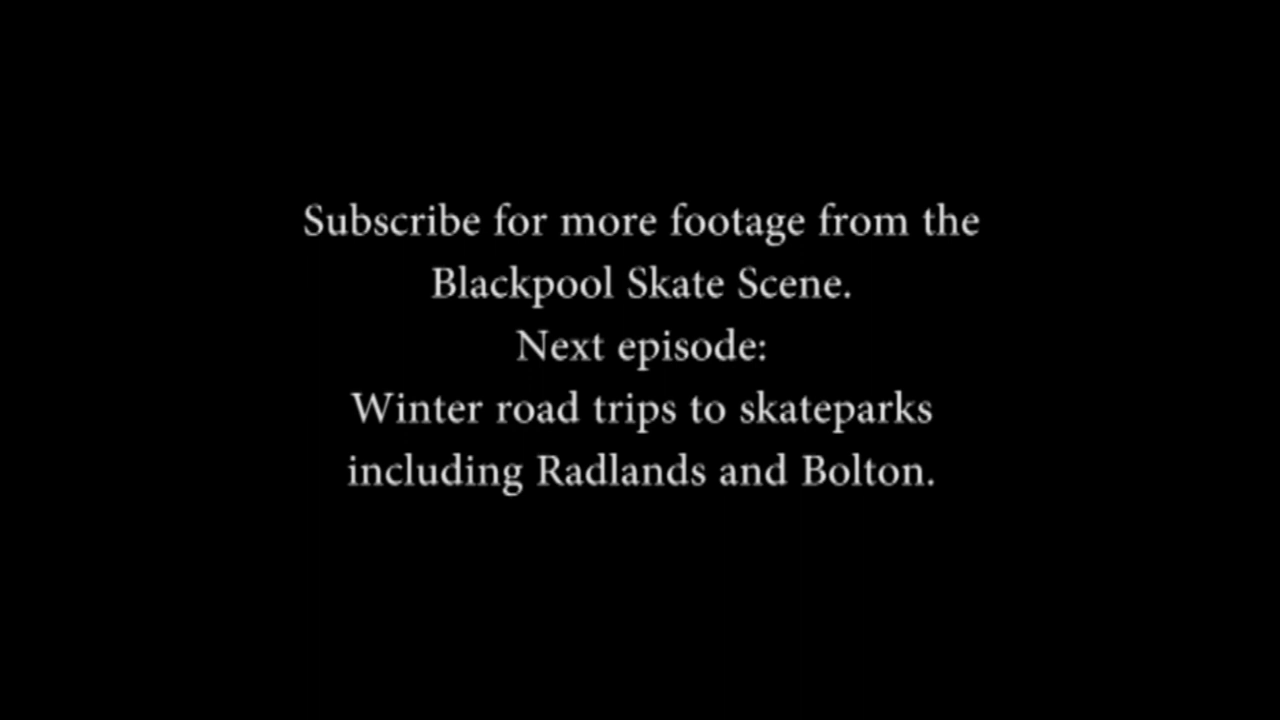 Subscribe for more footage from the
Blackpool Skate Scene.
Next episode:
Winter road trips to skateparks
including Radlands and Bolton.